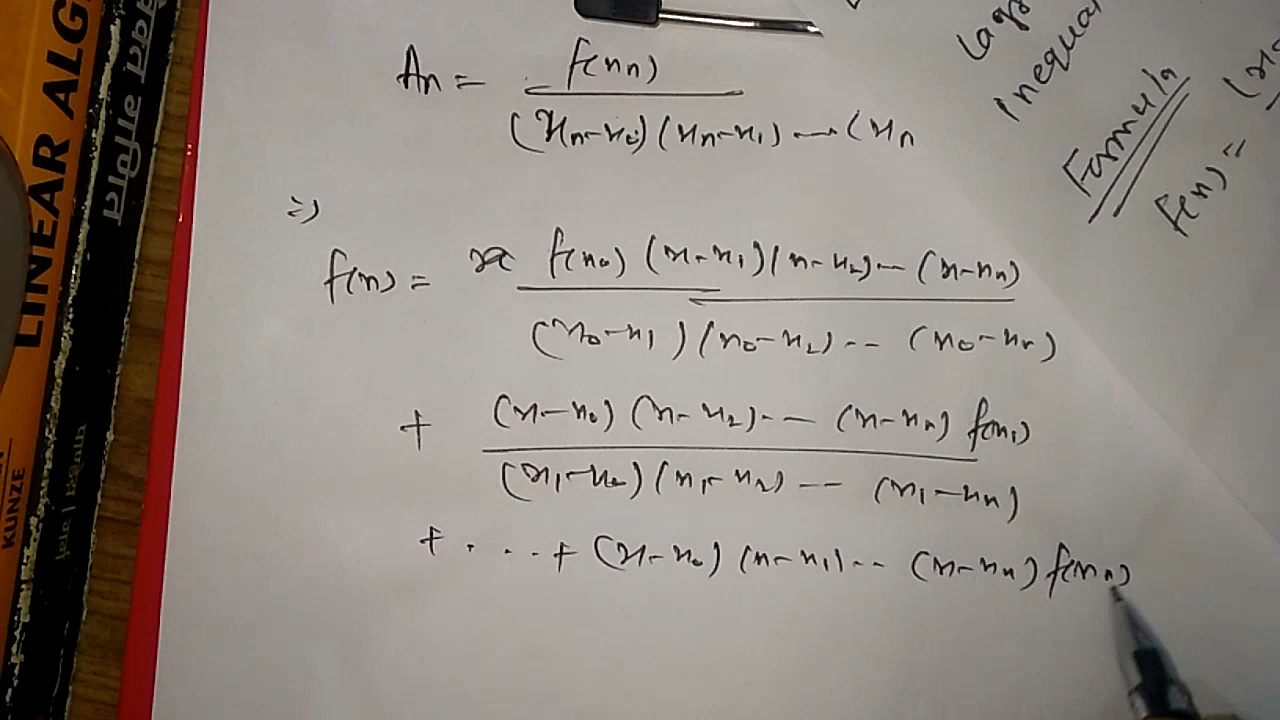 An = f(xn)
(xn-x0)(xn-x1) --- (xn
=>
f(x) = f(x0) (x-x1)(x-x2) -- (x-xn)
(x0-x1)(x0-x2) -- (x0-xn)
+ (x-x0)(x-x2) --- (x-xn) f(x1)
(x1-x0)(x1-x2) --- (x1-xn)
+ . . . + (x-x0)(x-x1) -- (x-xn) f(xn)
Formula
f(x) =
LINEAR ALG
KUNZE